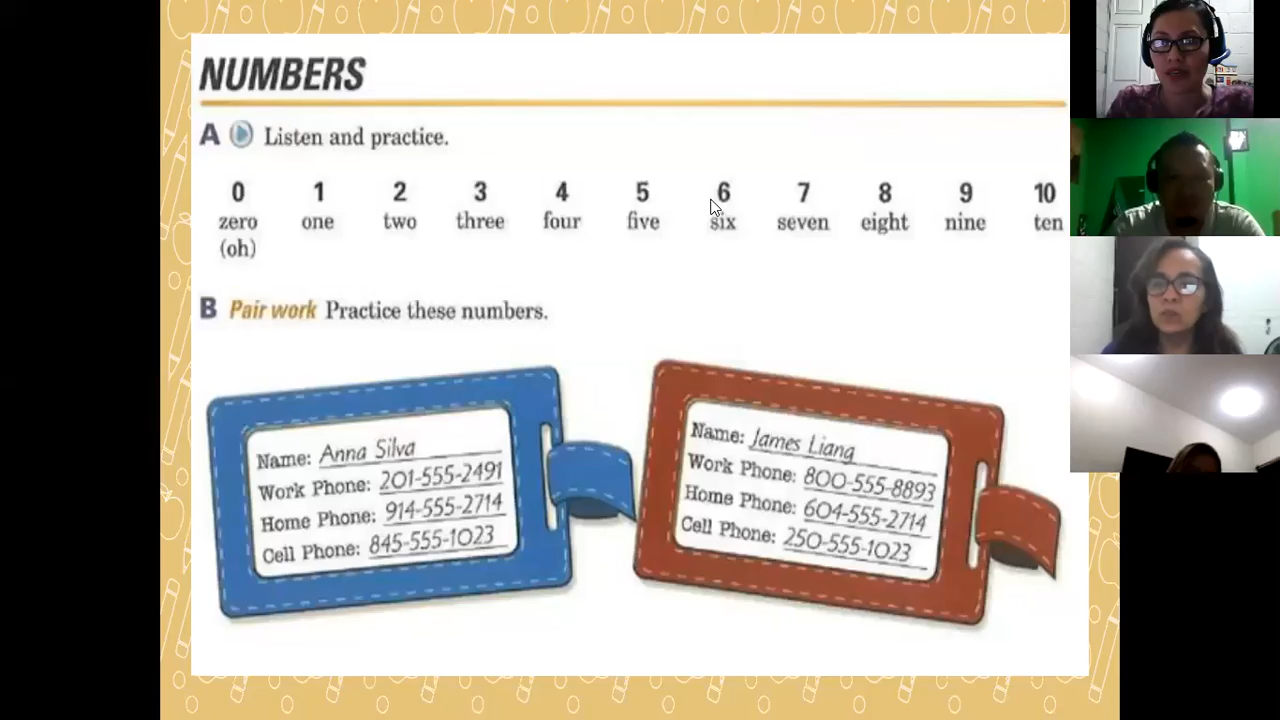 NUMBERS
A Listen and practice.
0 1 2 3 4 5 6 7 8 9 10
zero one two three four five six seven eight nine ten
(oh)
B Pair work Practice these numbers.
Name: Anna Silva
Work Phone: 201-555-2491
Home Phone: 914-555-2714
Cell Phone: 845-555-1023
Name: James Liang
Work Phone: 800-555-8893
Home Phone: 604-555-2714
Cell Phone: 250-555-1023